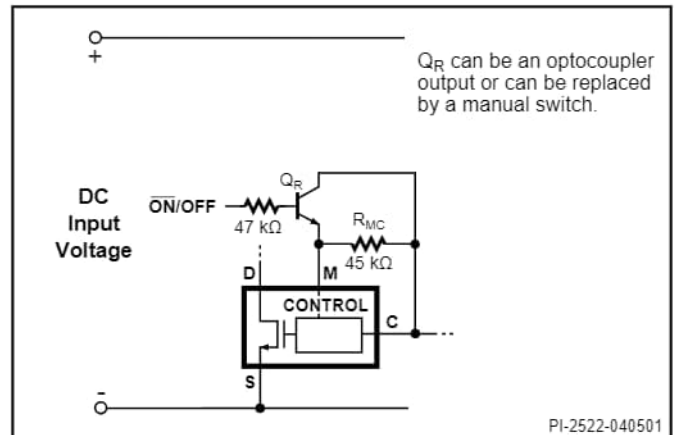 +
QR can be an optocoupler
output or can be replaced
by a manual switch.
QR
DC
Input
Voltage
ON/OFF
47 kΩ
RMC
45 kΩ
D
M
CONTROL
C
S
-
PI-2522-040501